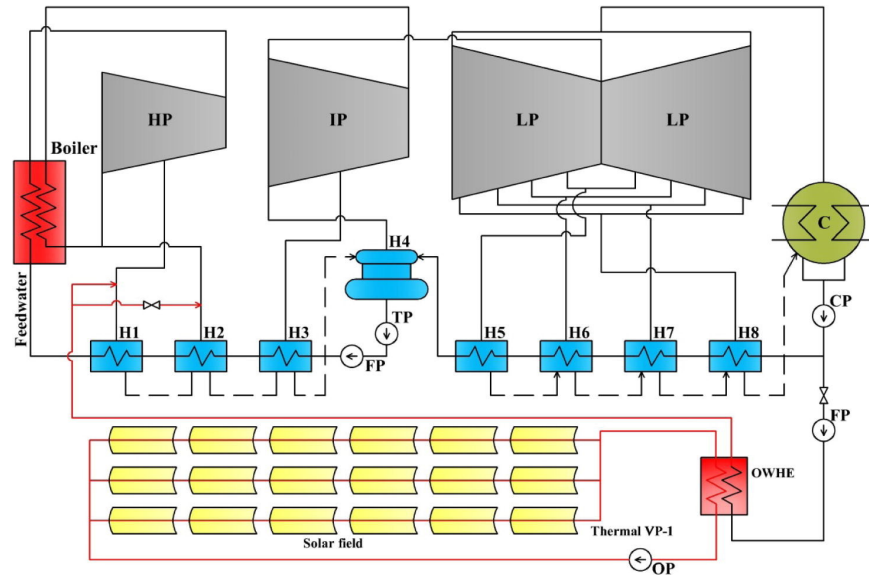 HP
IP
LP
LP
Boiler
C
H4
Feedwater
TP
CP
H1
H2
H3
H5
H6
H7
H8
FP
FP
OWHE
Thermal VP-1
Solar field
OP